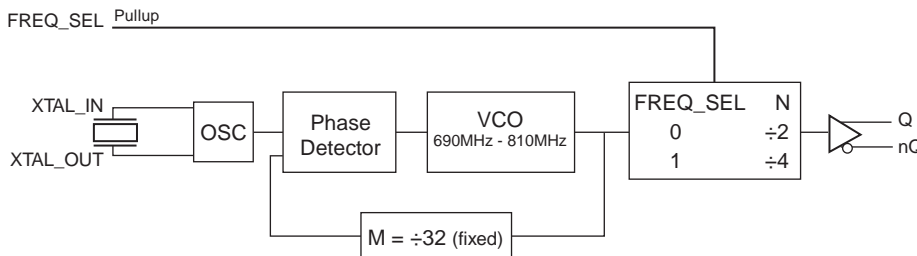 FREQ_SEL Pullup
XTAL_IN
XTAL_OUT
OSC
Phase
Detector
VCO
690MHz - 810MHz
FREQ_SEL N
0 ÷2
1 ÷4
Q
nQ
M = ÷32 (fixed)